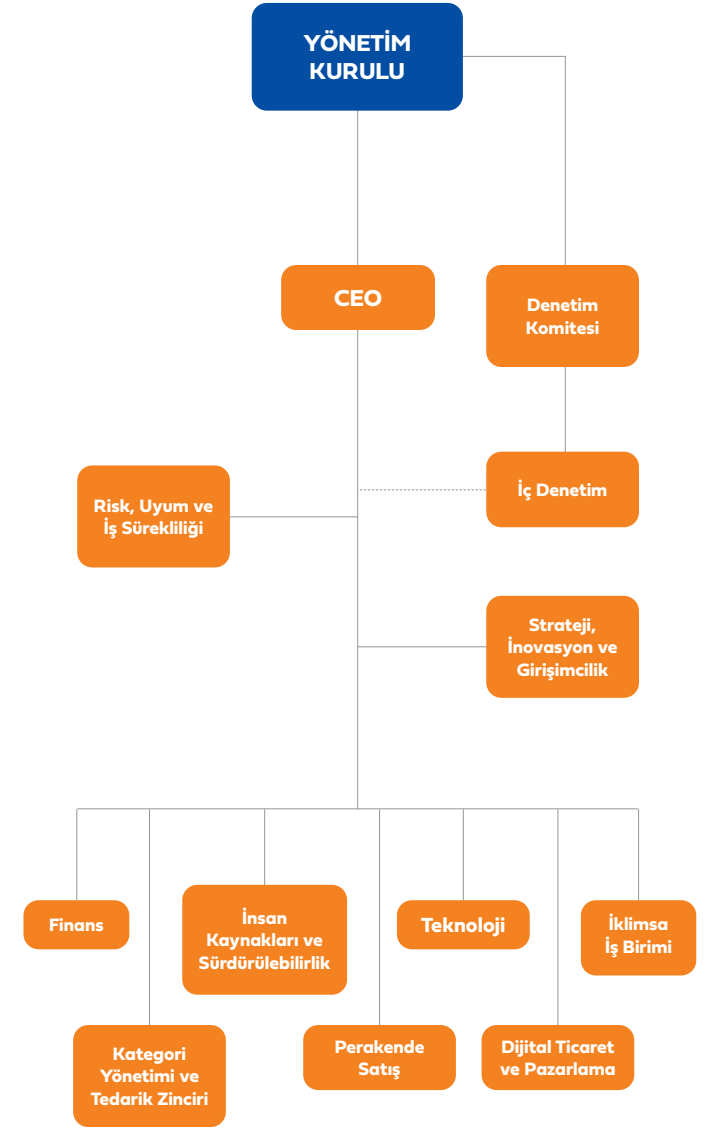 YÖNETİM
KURULU
CEO
Denetim
Komitesi
İç Denetim
Risk, Uyum ve
İş Sürekliliği
Strateji,
İnovasyon ve
Girişimcilik
Finans
İnsan
Kaynakları ve
Sürdürülebilirlik
Teknoloji
İklimsa
İş Birimi
Kategori
Yönetimi ve
Tedarik Zinciri
Perakende
Satış
Dijital Ticaret
ve Pazarlama